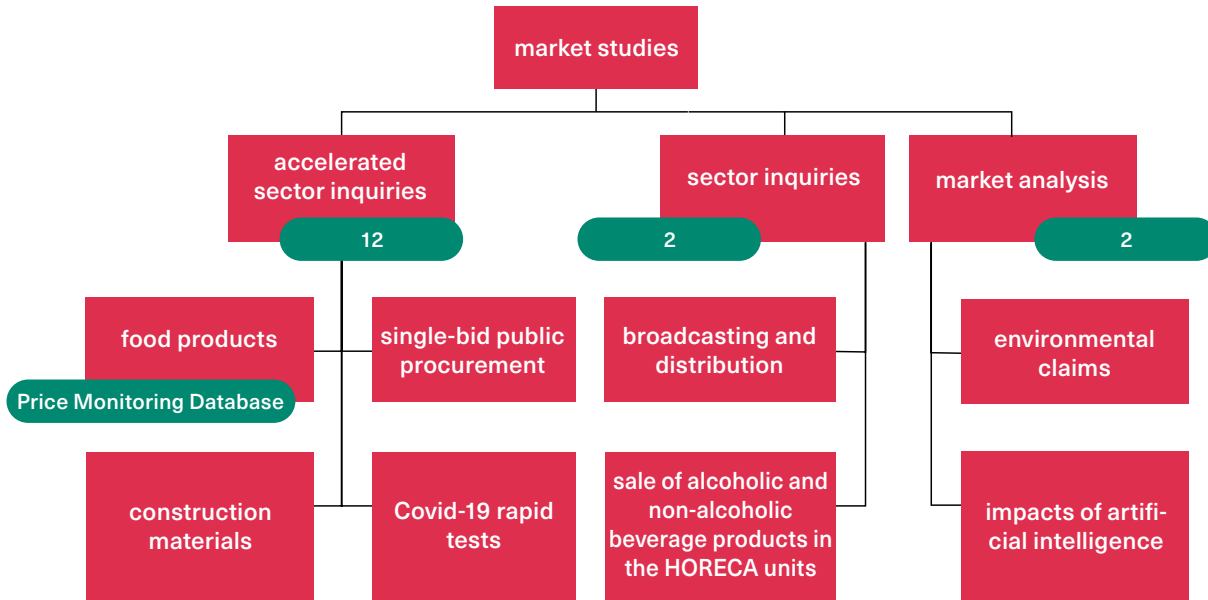 market studies
accelerated
sector inquiries
12
sector inquiries
2
market analysis
2
food products
Price Monitoring Database
single-bid public
procurement
broadcasting and
distribution
environmental
claims
construction
materials
Covid-19 rapid
tests
sale of alcoholic and
non-alcoholic
beverage products in
the HORECA units
impacts of artifi-
cial intelligence